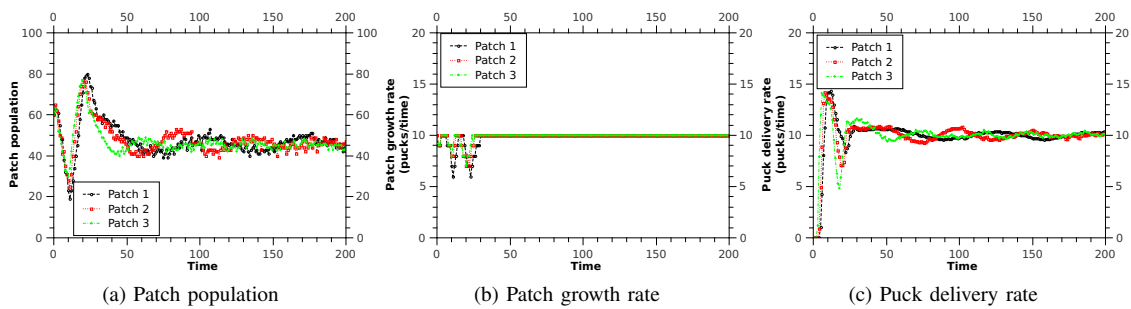 0 50 100 150 200
100 100
80 80
60 60
40 40
20 20
0 0
0 50 100 150 200
Patch population
Time
Patch 1
Patch 2
Patch 3
(a) Patch population
0 50 100 150 200
20 20
15 15
10 10
5 5
0 0
0 50 100 150 200
Patch growth rate
(pucks/time)
Time
Patch 1
Patch 2
Patch 3
(b) Patch growth rate
0 50 100 150 200
20 20
15 15
10 10
5 5
0 0
0 50 100 150 200
Puck delivery rate
(pucks/time)
Time
Patch 1
Patch 2
Patch 3
(c) Puck delivery rate